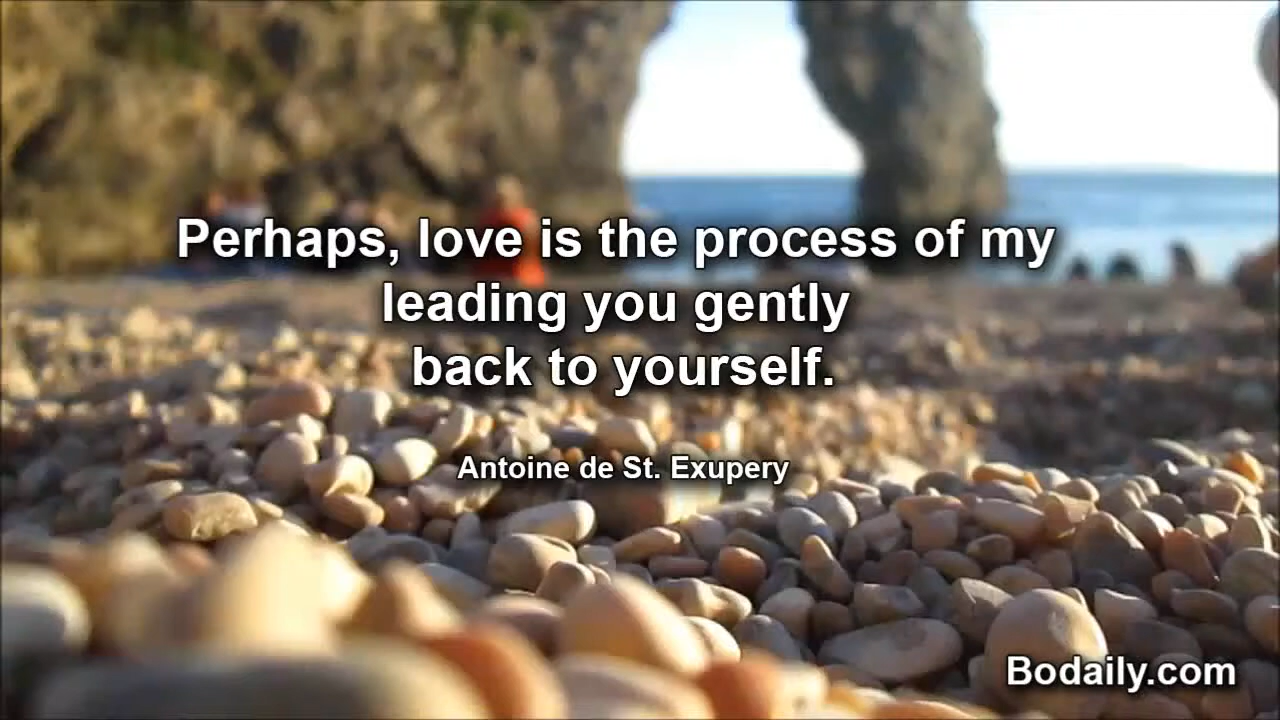 Perhaps, love is the process of my
leading you gently
back to yourself.
Antoine de St. Exupery
Bodaily.com